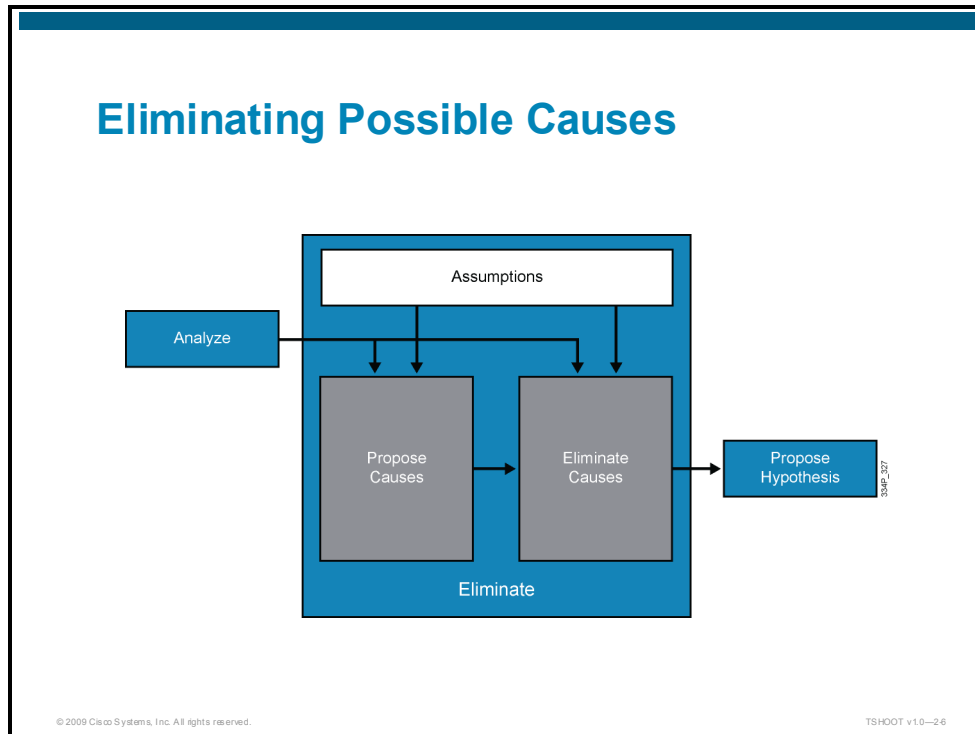 Eliminating Possible Causes
Assumptions
Analyze
Propose
Causes
Eliminate
Causes
Propose
Hypothesis
334P_327
Eliminate
© 2009 Cisco Systems, Inc. All rights reserved.
TSHOOT v1.0—2-6